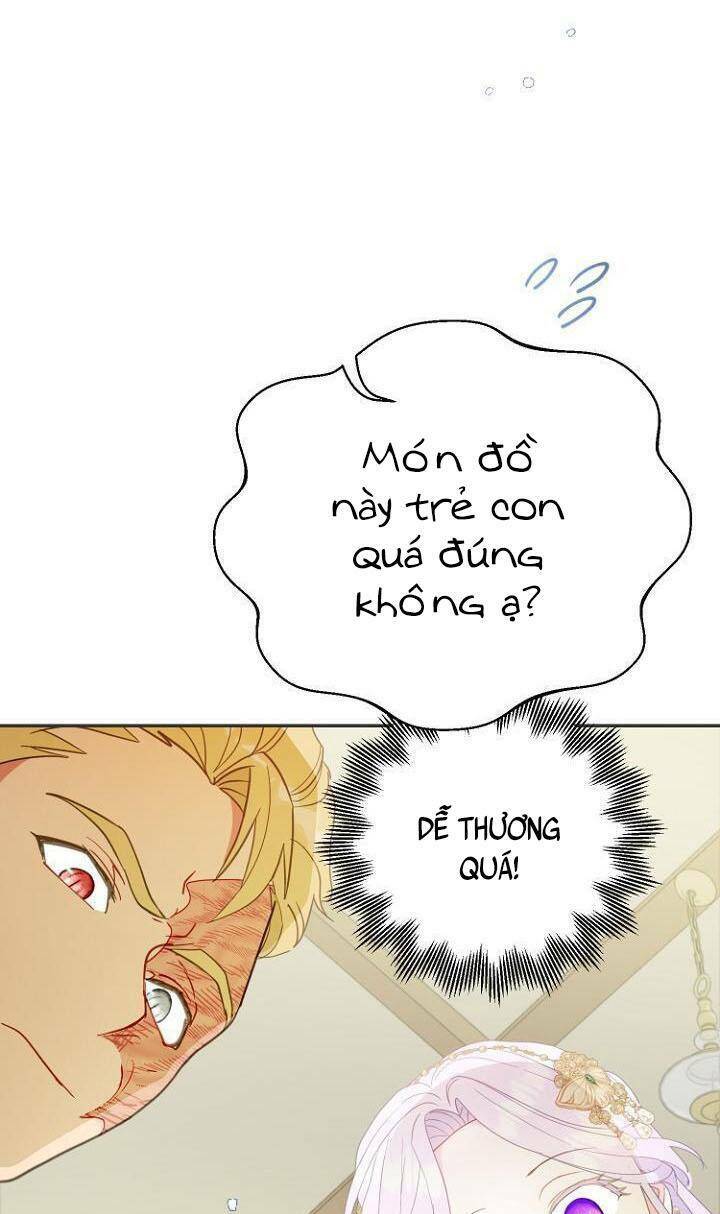 Món đồ
này trẻ con
quá đúng
không ạ?
DỄ THƯƠNG
QUÁ!